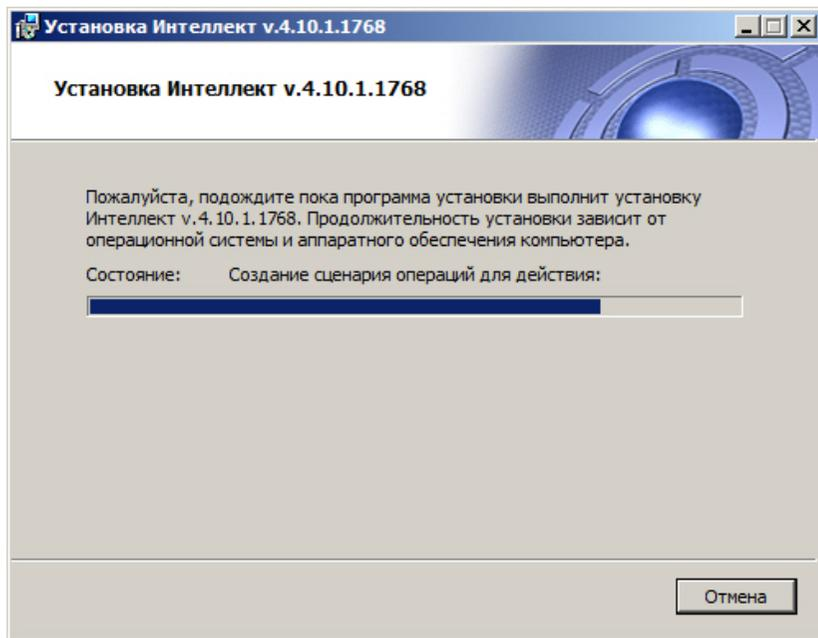 Установка Интеллект v.4.10.1.1768
Установка Интеллект v.4.10.1.1768
Пожалуйста, подождите пока программа установки выполнит установку
Интеллект v.4.10.1.1768. Продолжительность установки зависит от
операционной системы и аппаратного обеспечения компьютера.
Состояние: Создание сценария операций для действия:
Отмена